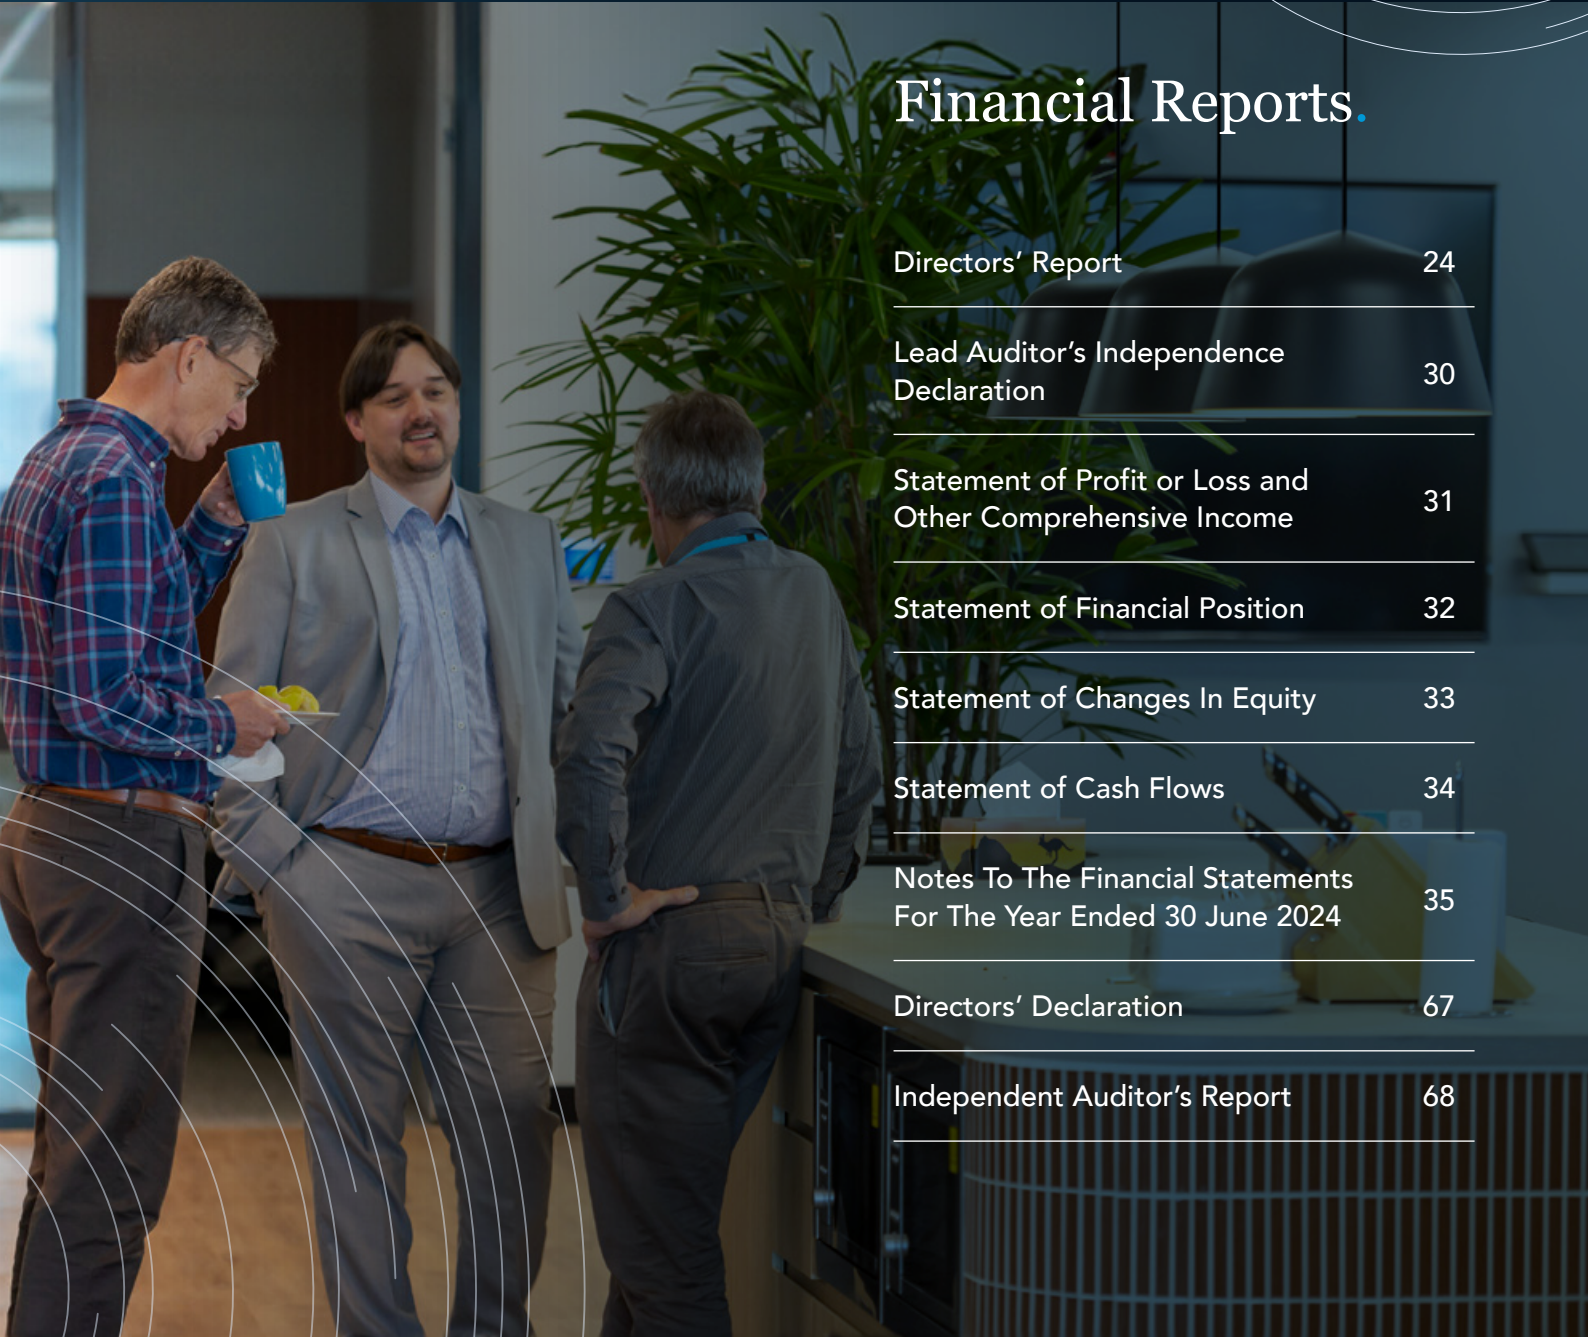 Financial Reports.
Directors’ Report 24
Lead Auditor’s Independence
Declaration 30
Statement of Profit or Loss and
Other Comprehensive Income 31
Statement of Financial Position 32
Statement of Changes In Equity 33
Statement of Cash Flows 34
Notes To The Financial Statements
For The Year Ended 30 June 2024 35
Directors’ Declaration 67
Independent Auditor’s Report 68